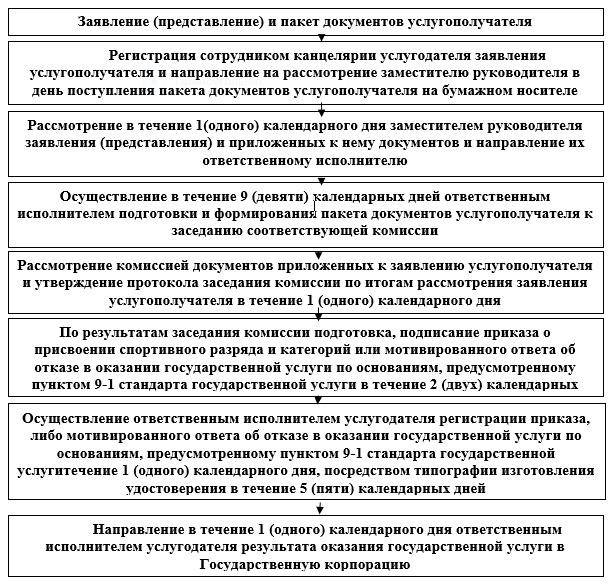 Заявление (представление) и пакет документов услугополучателя
Регистрация сотрудником канцелярии услугодателя заявления
услугополучателя и направление на рассмотрение заместителю руководителя в
день поступления пакета документов услугополучателя на бумажном носителе
Рассмотрение в течение 1(одного) календарного дня заместителем руководителя
заявления (представления) и приложенных к нему документов и направление их
ответственному исполнителю
Осуществление в течение 9 (девяти) календарных дней ответственным
исполнителем подготовки и формирования пакета документов услугополучателя к
заседанию соответствующей комиссии
Рассмотрение комиссией документов приложенных к заявлению услугополучателя
и утверждение протокола заседания комиссии по итогам рассмотрения заявления
услугополучателя в течение 1 (одного) календарного дня
По результатам заседания комиссии подготовка, подписание приказа о
присвоении спортивного разряда и категорий или мотивированного ответа об
отказе в оказании государственной услуги по основаниям, предусмотренному
пунктом 9-1 стандарта государственной услуги в течение 2 (двух) календарных
Осуществление ответственным исполнителем услугодателя регистрации приказа,
либо мотивированного ответа об отказе в оказании государственной услуги по
основаниям, предусмотренному пунктом 9-1 стандарта государственной
услугитечение 1 (одного) календарного дня, посредством типографии изготовления
удостоверения в течение 5 (пяти) календарных дней
Направление в течение 1 (одного) календарного дня ответственным
исполнителем услугодателя результата оказания государственной услуги в
Государственную корпорацию